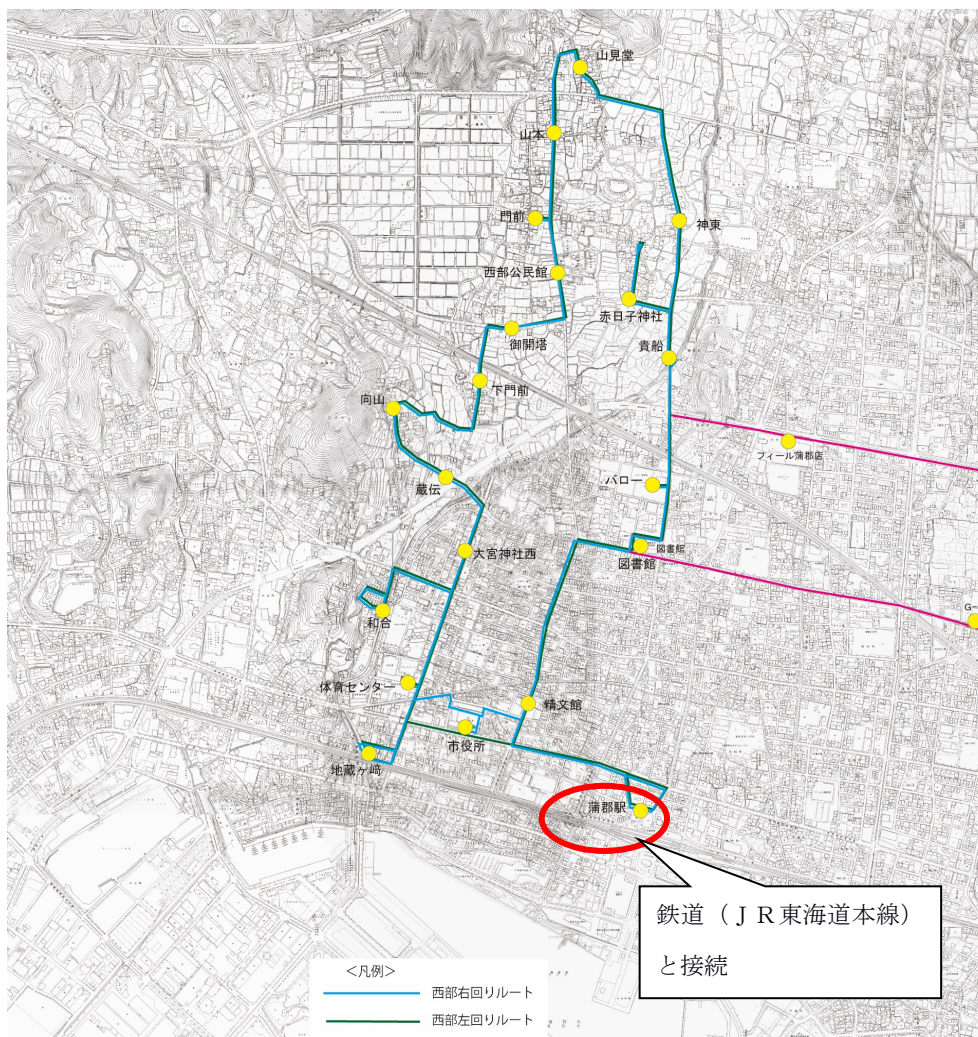 山見堂
山本
門前
神東
西部公民館
赤日子神社
御開塔
貴船
下門前
向山
フィール蒲郡店
蔵伝
バロー
大宮神社西
図書館
図書館
和合
G－
体育センター
精文館
市役所
地蔵ヶ崎
蒲郡駅
鉄道（ＪＲ東海道本線）
と接続
＜凡例＞
西部右回りルート
西部左回りルート